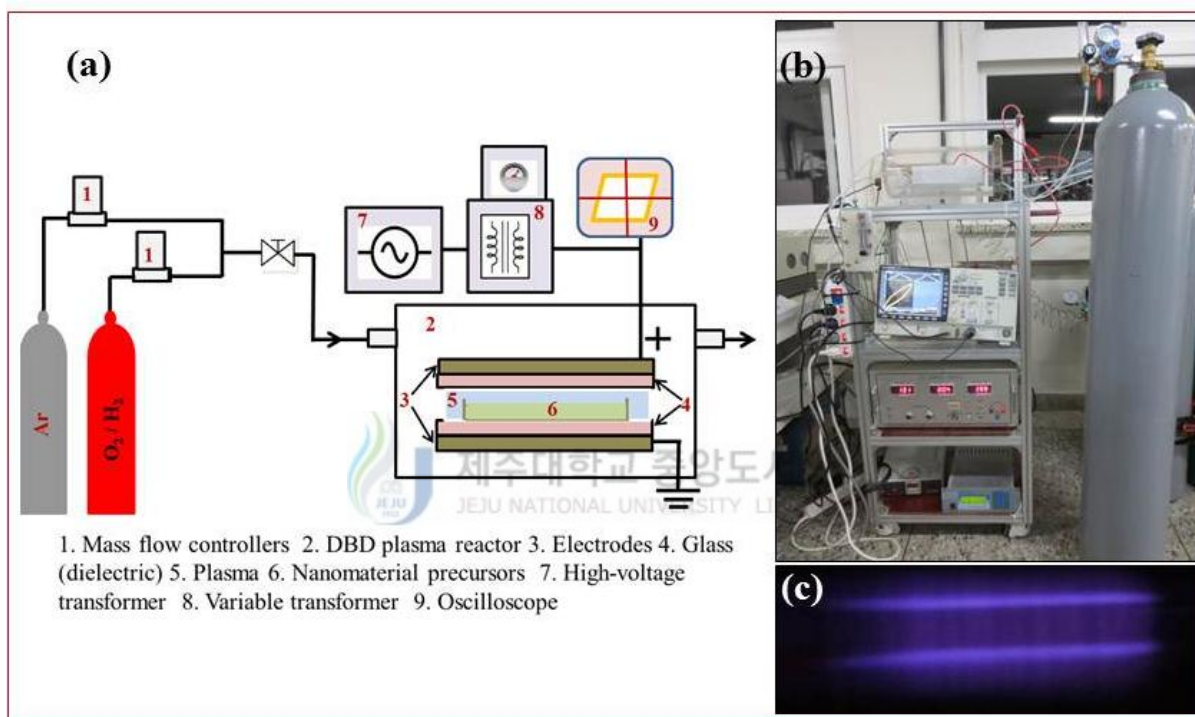 (a)
(b)
1
1
7
8
9
2
+
3
5
6
4
Ar
O₂ / H₂
제주대학교 중앙도서
JEJU NATIONAL UNIVERSITY LI
JEJU
1952
1. Mass flow controllers 2. DBD plasma reactor 3. Electrodes 4. Glass
(dielectric) 5. Plasma 6. Nanomaterial precursors 7. High-voltage
transformer 8. Variable transformer 9. Oscilloscope
(c)